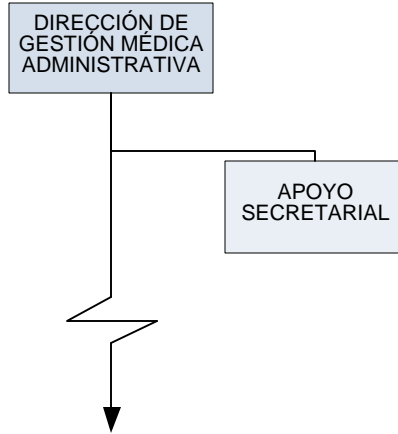 DIRECCIÓN DE
GESTIÓN MÉDICA
ADMINISTRATIVA
APOYO
SECRETARIAL